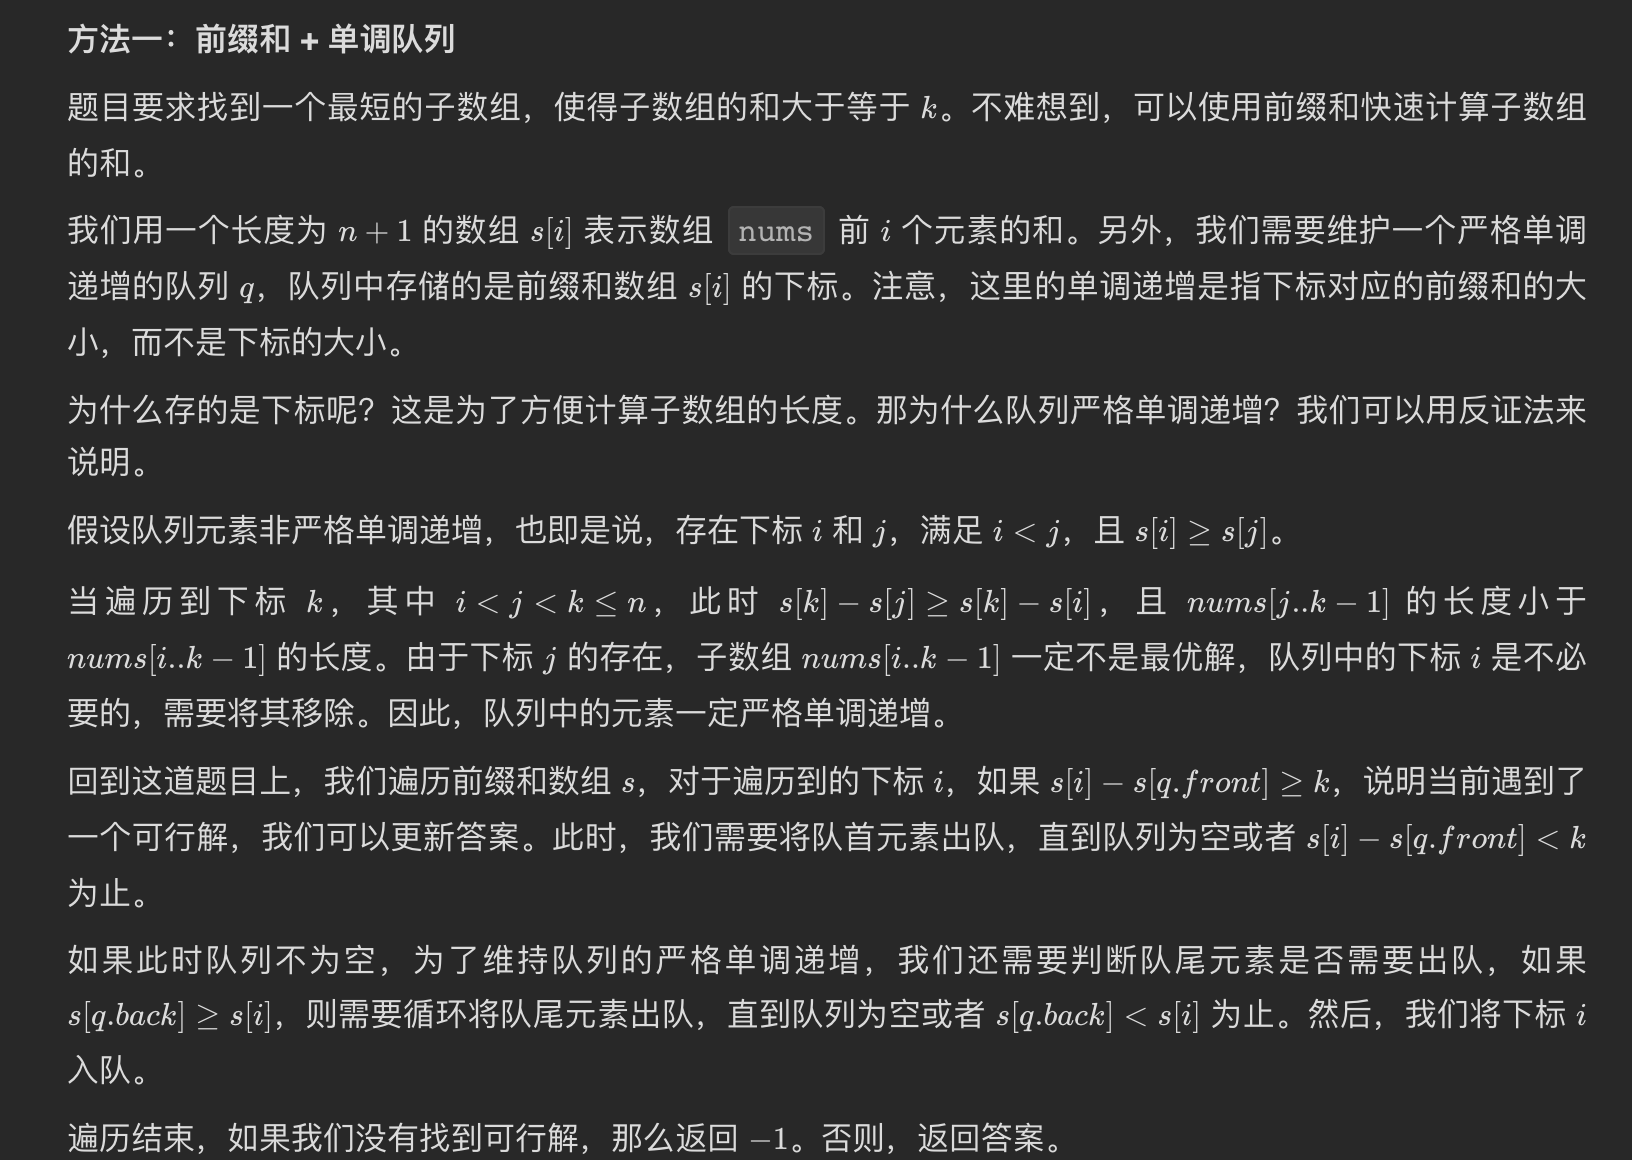 方法一：前缀和 + 单调队列
题目要求找到一个最短的子数组，使得子数组的和大于等于 k。不难想到，可以使用前缀和快速计算子数组
的和。
我们用一个长度为 n + 1 的数组 s[i] 表示数组 nums 前 i 个元素的和。另外，我们需要维护一个严格单调
递增的队列 q，队列中存储的是前缀和数组 s[i] 的下标。注意，这里的单调递增是指下标对应的前缀和的大
小，而不是下标的大小。
为什么存的是下标呢？这是为了方便计算子数组的长度。那为什么队列严格单调递增？我们可以用反证法来
说明。
假设队列元素非严格单调递增，也即是说，存在下标 i 和 j，满足 i < j，且 s[i] ≥ s[j]。
当遍历到下标 k，其中 i < j < k ≤ n，此时 s[k] − s[j] ≥ s[k] − s[i]，且 nums[j..k − 1] 的长度小于
nums[i..k − 1] 的长度。由于下标 j 的存在，子数组 nums[i..k − 1] 一定不是最优解，队列中的下标 i 是不必
要的，需要将其移除。因此，队列中的元素一定严格单调递增。
回到这道题目上，我们遍历前缀和数组 s，对于遍历到的下标 i，如果 s[i] − s[q.front] ≥ k，说明当前遇到了
一个可行解，我们可以更新答案。此时，我们需要将队首元素出队，直到队列为空或者 s[i] − s[q.front] < k
为止。
如果此时队列不为空，为了维持队列的严格单调递增，我们还需要判断队尾元素是否需要出队，如果
s[q.back] ≥ s[i]，则需要循环将队尾元素出队，直到队列为空或者 s[q.back] < s[i] 为止。然后，我们将下标 i
入队。
遍历结束，如果我们没有找到可行解，那么返回 −1。否则，返回答案。